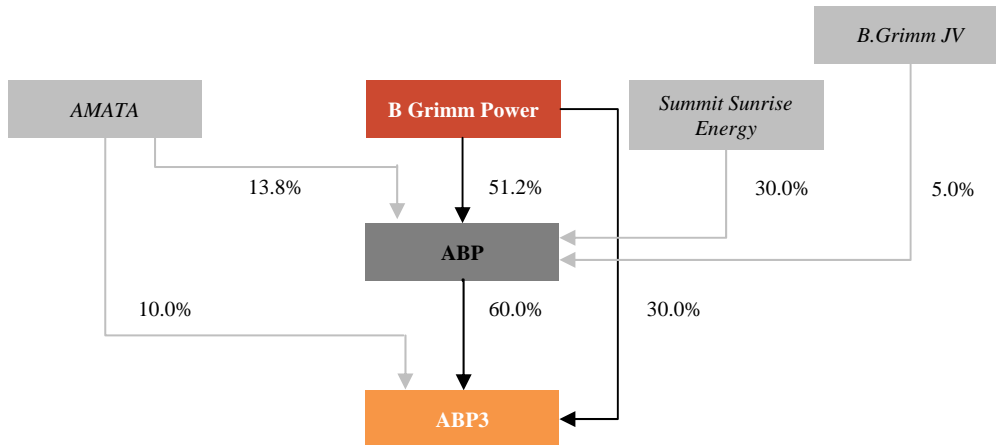 B.Grimm JV
AMATA
B Grimm Power
Summit Sunrise
Energy
13.8%
51.2%
30.0%
5.0%
ABP
10.0%
60.0%
30.0%
ABP3